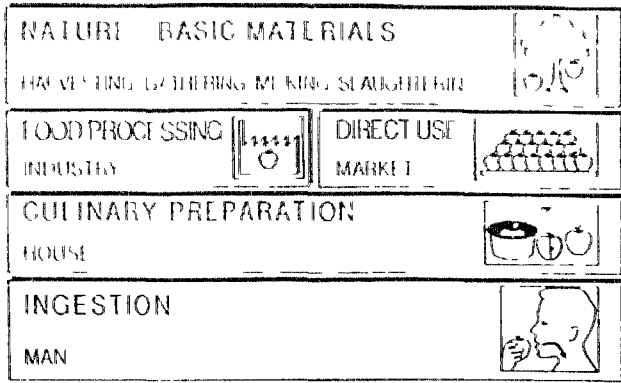 NATURE BASIC MATERIALS
HARVESTING GATHERING MILKING SLAUGHTERIN
FOOD PROCESSING
INDUSTRY
DIRECT USE
MARKET
CULINARY PREPARATION
HOUSE
INGESTION
MAN